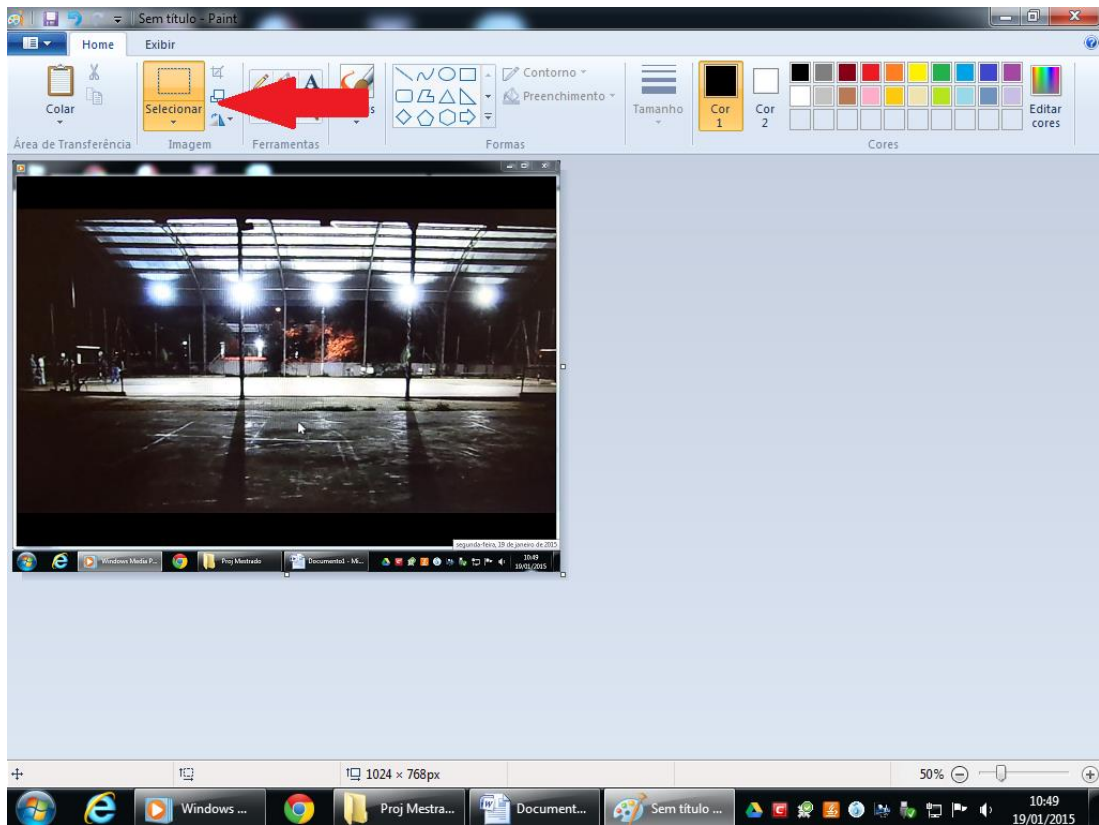 Sem título - Paint
Home Exibir
Colar
Selecionar
A
Contorno
Preenchimento
Tamanho
Cor 1
Cor 2
Editar cores
Área de Transferência
Imagem
Ferramentas
Formas
Cores
segunda-feira, 19 de janeiro de 2015
Windows Media P...
Proj Mestrado
Documento1 - Mi...
10:49
19/01/2015
1024 × 768px
50%
Windows ...
Proj Mestra...
Document...
Sem título ...
10:49
19/01/2015